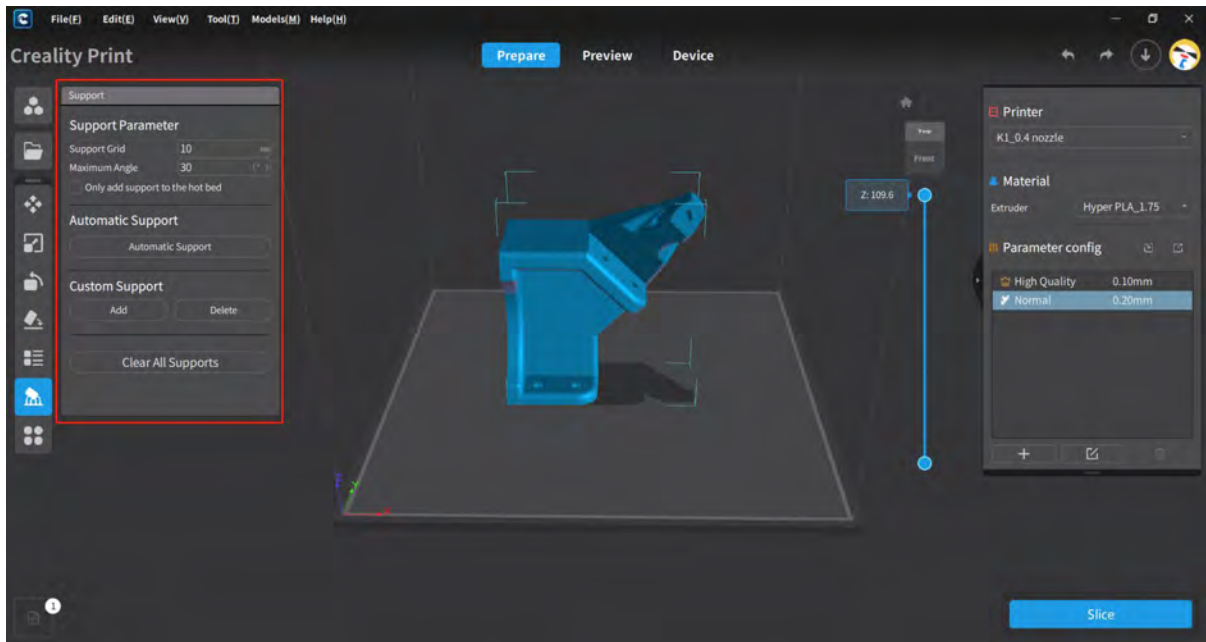 File(F) Edit(E) View(V) Tool(T) Models(M) Help(H)
Creality Print
Prepare Preview Device
Support
Support Parameter
Support Grid 10
Maximum Angle 30
Only add support to the hot bed
Automatic Support
Automatic Support
Custom Support
Add Delete
Clear All Supports
Front
Z: 109.6
Printer
K1_0.4 nozzle
Material
Extruder Hyper PLA_1.75
Parameter config
High Quality 0.10mm
Normal 0.20mm
1
Slice